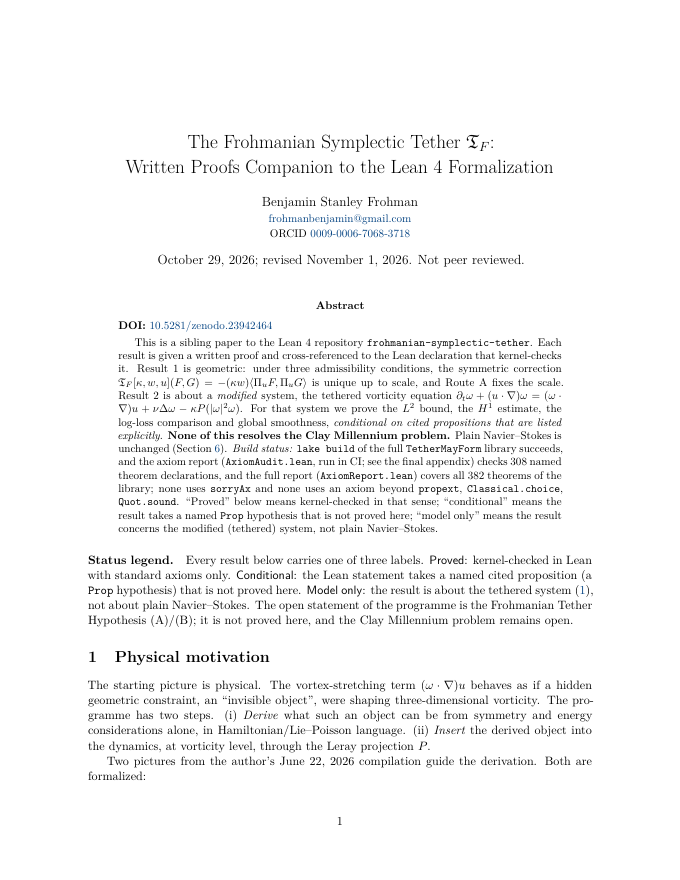 The Frohmanian Symplectic Tether 𝔗_F:
Written Proofs Companion to the Lean 4 Formalization
Benjamin Stanley Frohman
frohmanbenjamin@gmail.com
ORCID 0009-0006-7068-3718
October 29, 2026; revised November 1, 2026. Not peer reviewed.
Abstract
DOI: 10.5281/zenodo.23942464
This is a sibling paper to the Lean 4 repository frohmanian-symplectic-tether. Each
result is given a written proof and cross-referenced to the Lean declaration that kernel-checks
it. Result 1 is geometric: under three admissibility conditions, the symmetric correction
𝔗_F[κ, w, u](F, G) = −(κw)⟨Π_uF, Π_uG⟩ is unique up to scale, and Route A fixes the scale.
Result 2 is about a modified system, the tethered vorticity equation ∂_tω + (u · ∇)ω = (ω ·
∇)u + νΔω − κP(|ω|²ω). For that system we prove the L² bound, the H¹ estimate, the
log-loss comparison and global smoothness, conditional on cited propositions that are listed
explicitly. None of this resolves the Clay Millennium problem. Plain Navier–Stokes is
unchanged (Section 6). Build status: lake build of the full TetherMayForm library succeeds,
and the axiom report (AxiomAudit.lean, run in CI; see the final appendix) checks 308 named
theorem declarations, and the full report (AxiomReport.lean) covers all 382 theorems of the
library; none uses sorryAx and none uses an axiom beyond propext, Classical.choice,
Quot.sound. “Proved” below means kernel-checked in that sense; “conditional” means the
result takes a named Prop hypothesis that is not proved here; “model only” means the result
concerns the modified (tethered) system, not plain Navier–Stokes.
Status legend. Every result below carries one of three labels. Proved: kernel-checked in Lean
with standard axioms only. Conditional: the Lean statement takes a named cited proposition (a
Prop hypothesis) that is not proved here. Model only: the result is about the tethered system (1),
not about plain Navier–Stokes. The open statement of the programme is the Frohmanian Tether
Hypothesis (A)/(B); it is not proved here, and the Clay Millennium problem remains open.
1 Physical motivation
The starting picture is physical. The vortex-stretching term (ω · ∇)u behaves as if a hidden
geometric constraint, an “invisible object”, were shaping three-dimensional vorticity. The pro-
gramme has two steps. (i) Derive what such an object can be from symmetry and energy
considerations alone, in Hamiltonian/Lie–Poisson language. (ii) Insert the derived object into
the dynamics, at vorticity level, through the Leray projection P.
Two pictures from the author’s June 22, 2026 compilation guide the derivation. Both are
formalized:
1